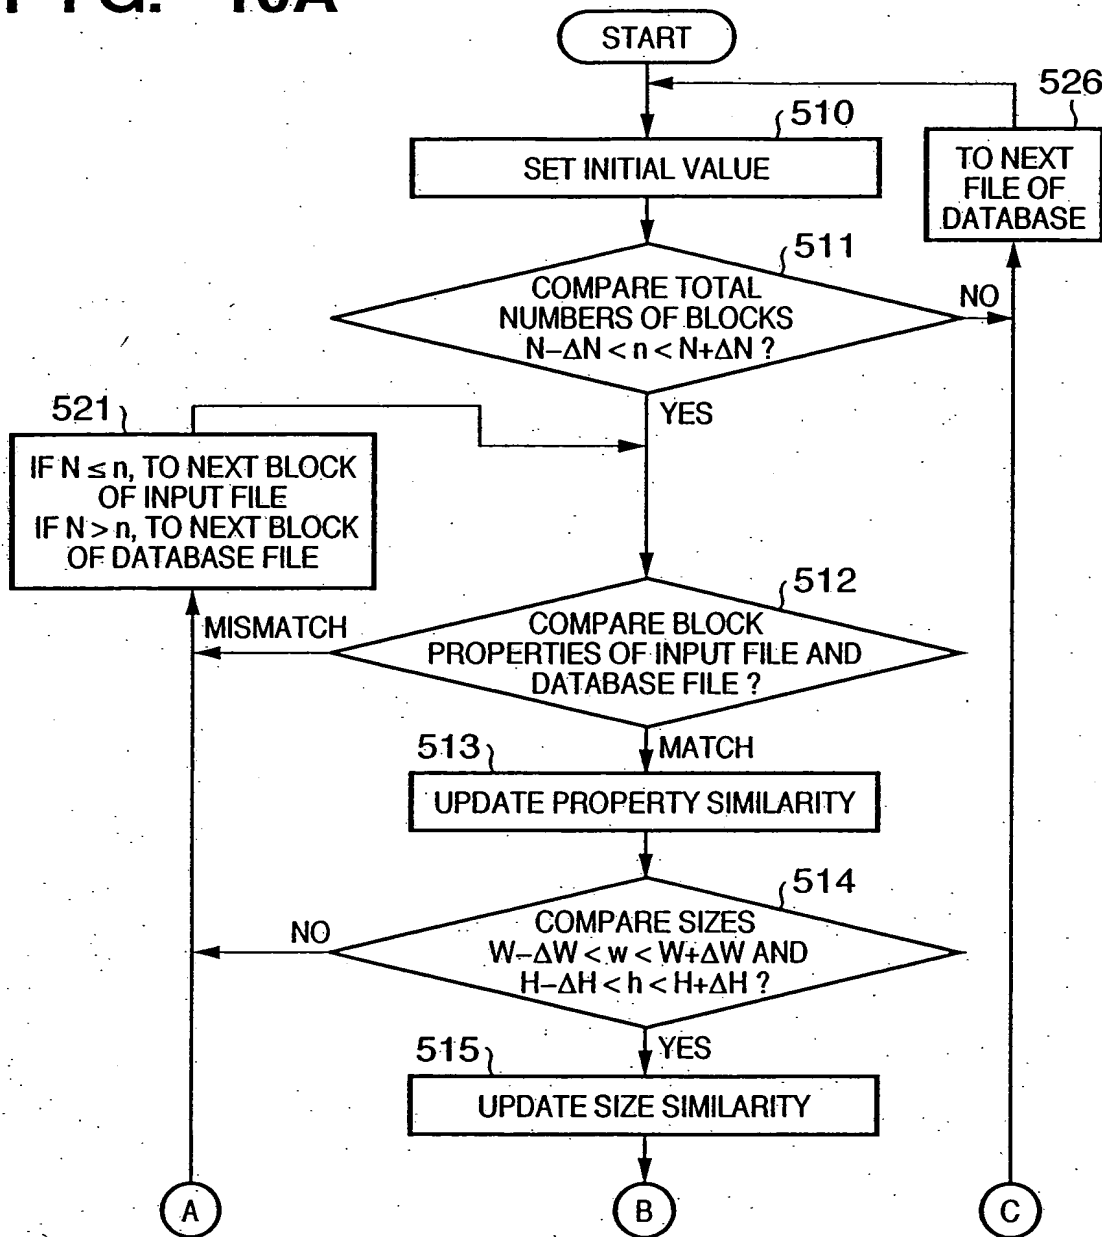 FIG. 10A
START
526
510
SET INITIAL VALUE
TO NEXT
FILE OF
DATABASE
511
COMPARE TOTAL
NUMBERS OF BLOCKS
N−ΔN < n < N+ΔN ?
NO
YES
521
IF N ≤ n, TO NEXT BLOCK
OF INPUT FILE
IF N > n, TO NEXT BLOCK
OF DATABASE FILE
512
MISMATCH
COMPARE BLOCK
PROPERTIES OF INPUT FILE AND
DATABASE FILE ?
MATCH
513
UPDATE PROPERTY SIMILARITY
514
COMPARE SIZES
W−ΔW < w < W+ΔW AND
H−ΔH < h < H+ΔH ?
NO
YES
515
UPDATE SIZE SIMILARITY
A
B
C